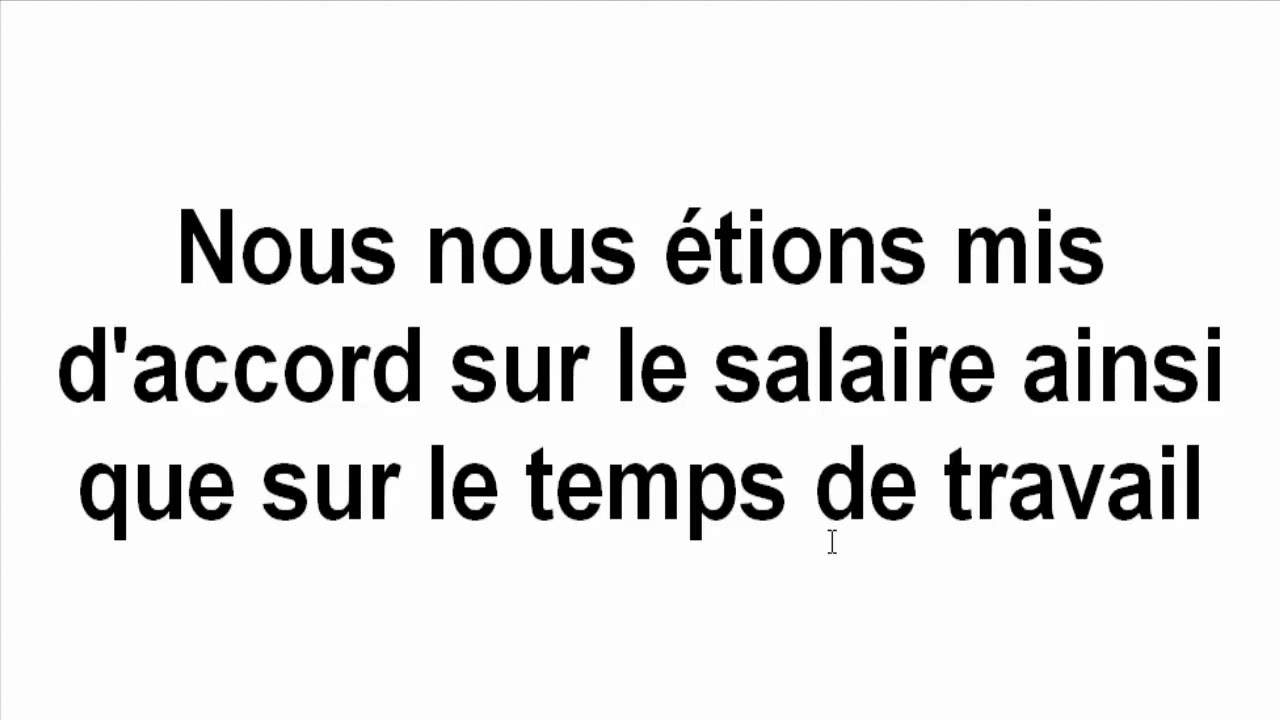 Nous nous étions mis
d'accord sur le salaire ainsi
que sur le temps de travail